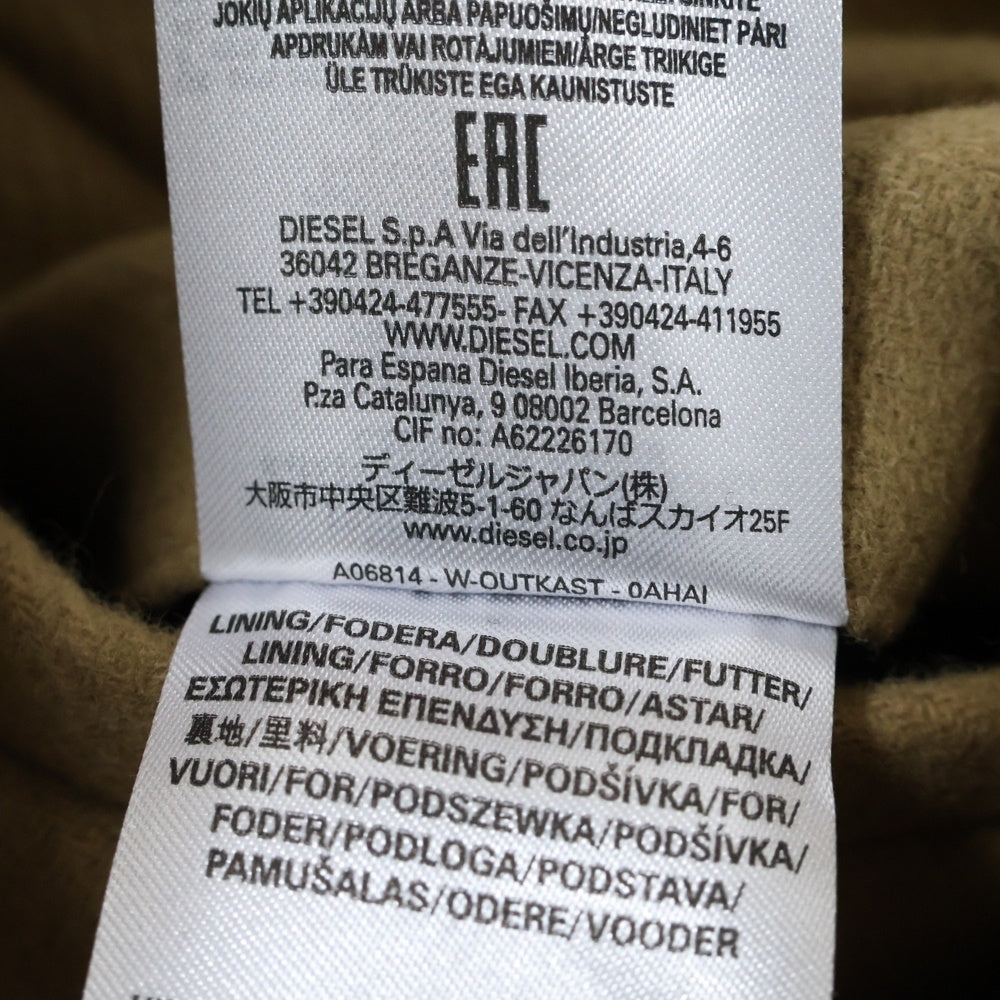 JOKIŲ APLIKACIJŲ ARBA PAPUOŠIMŲ/NEGLUDINIET PĀRI
APDRUKĀM VAI ROTĀJUMIEM/ÄRGE TRIIKIGE
ÜLE TRÜKISTE EGA KAUNISTUSTE
EAC
DIESEL S.p.A Via dell'Industria,4-6
36042 BREGANZE-VICENZA-ITALY
TEL +390424-477555- FAX +390424-411955
WWW.DIESEL.COM
Para Espana Diesel Iberia, S.A.
P.za Catalunya, 9 08002 Barcelona
CIF no: A62226170
ディーゼルジャパン(株)
大阪市中央区難波5-1-60 なんばスカイオ25F
www.diesel.co.jp
A06814 - W-OUTKAST - 0AHAI
LINING/FODERA/DOUBLURE/FUTTER/
LINING/FORRO/FORRO/ASTAR/
ΕΣΩΤΕΡΙΚΗ ΕΠΕΝΔΥΣΗ/ПОДКЛАДКА/
裏地/里料/VOERING/PODŠÍVKA/FOR/
VUORI/FOR/PODSZEWKA/PODŠÍVKA/
FODER/PODLOGA/PODSTAVA/
PAMUŠALAS/ODERE/VOODER